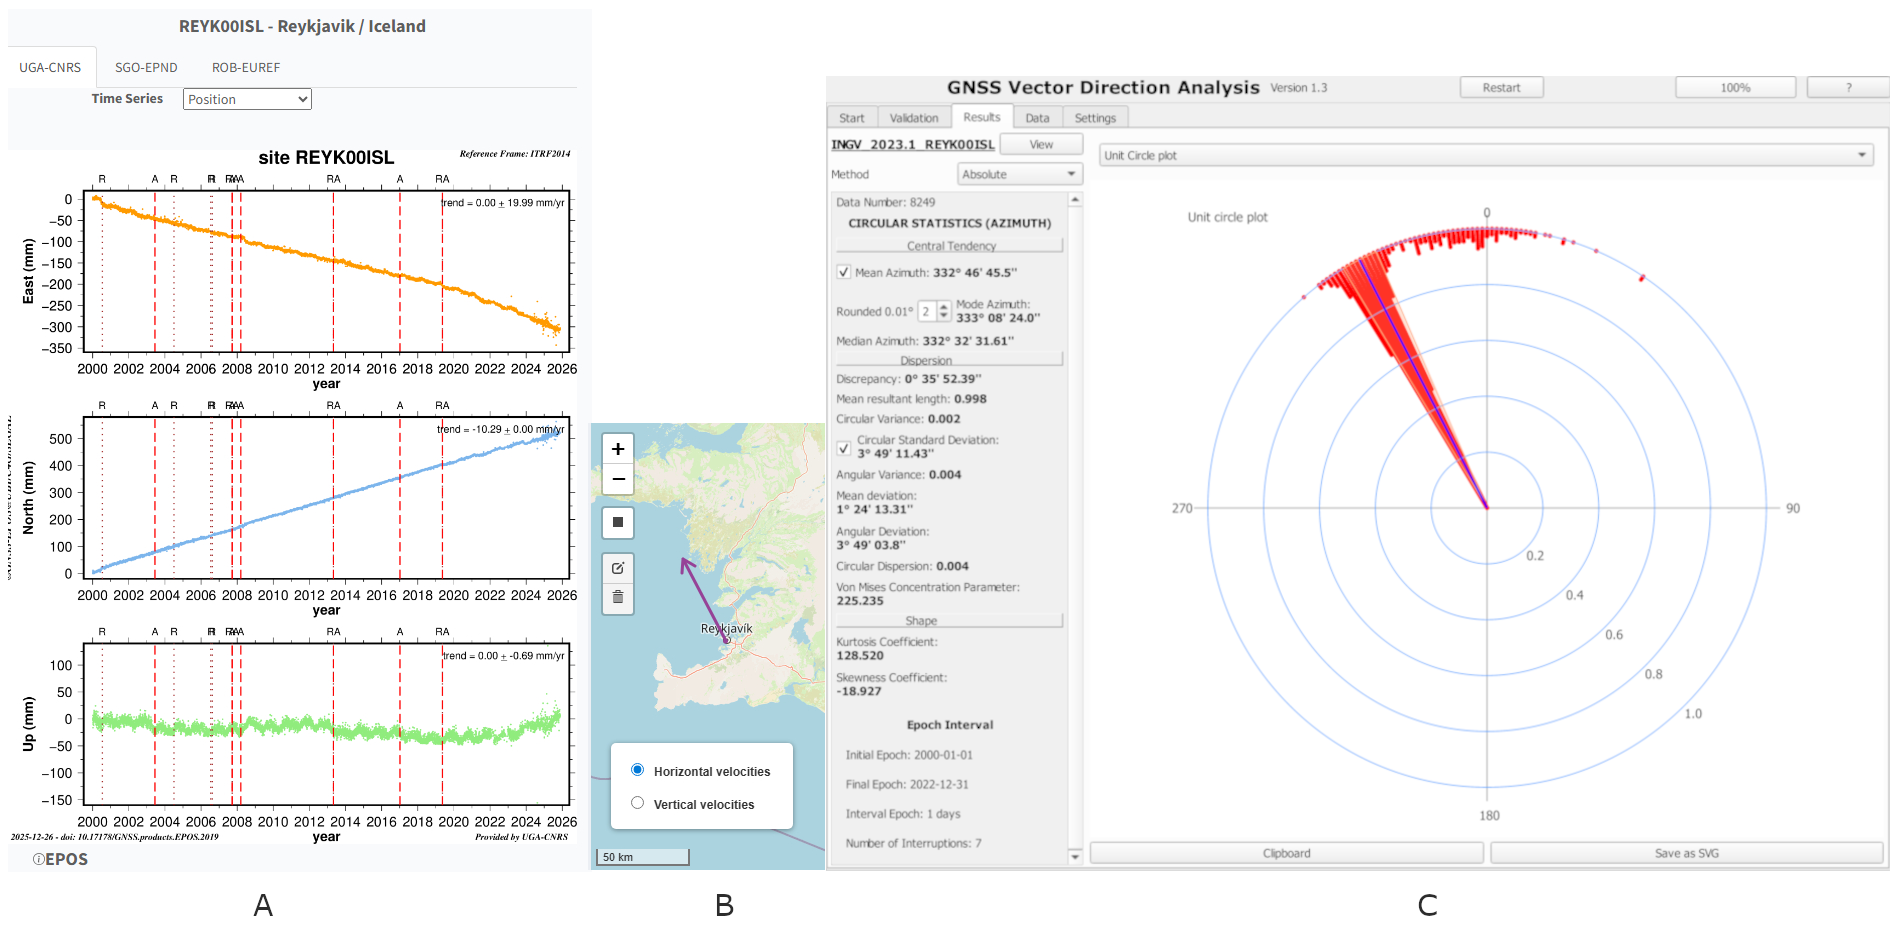 REYK00ISL - Reykjavik / Iceland
UGA-CNRS SGO-EPND ROB-EUREF
Time Series Position
site REYK00ISL
Reference Frame: ITRF2014
R A R R A RA A RA
trend = 0.00 ± 19.99 mm/yr
East (mm)
0
−50
−100
−150
−200
−250
−300
−350
2000 2002 2004 2006 2008 2010 2012 2014 2016 2018 2020 2022 2024 2026
year
R A R R A RA A RA
trend = -10.29 ± 0.00 mm/yr
North (mm)
500
400
300
200
100
0
2000 2002 2004 2006 2008 2010 2012 2014 2016 2018 2020 2022 2024 2026
year
R A R R A RA A RA
trend = 0.00 ± -0.69 mm/yr
Up (mm)
100
50
0
−50
−100
−150
2000 2002 2004 2006 2008 2010 2012 2014 2016 2018 2020 2022 2024 2026
year
2025-12-26 - doi: 10.17178/GNSS.products.EPOS.2019
Provided by UGA-CNRS
EPOS
A
+
−
Reykjavík
Horizontal velocities
Vertical velocities
50 km
B
GNSS Vector Direction Analysis Version 1.3 Restart 100% ?
Start Validation Results Data Settings
INGV 2023.1 REYK00ISL View
Method Absolute
Data Number: 8249
CIRCULAR STATISTICS (AZIMUTH)
Central Tendency
Mean Azimuth: 332° 46' 45.5"
Rounded 0.01° 2
Mode Azimuth:
333° 08' 24.0"
Median Azimuth: 332° 32' 31.61"
Dispersion
Discrepancy: 0° 35' 52.39"
Mean resultant length: 0.998
Circular Variance: 0.002
Circular Standard Deviation:
3° 49' 11.43"
Angular Variance: 0.004
Mean deviation:
1° 24' 13.31"
Angular Deviation:
3° 49' 03.8"
Circular Dispersion: 0.004
Von Mises Concentration Parameter:
225.235
Shape
Kurtosis Coefficient:
128.520
Skewness Coefficient:
-18.927
Epoch Interval
Initial Epoch: 2000-01-01
Final Epoch: 2022-12-31
Interval Epoch: 1 days
Number of Interruptions: 7
Unit Circle plot
Unit circle plot
0
270
90
0.2
0.4
0.6
0.8
1.0
180
Clipboard Save as SVG
C